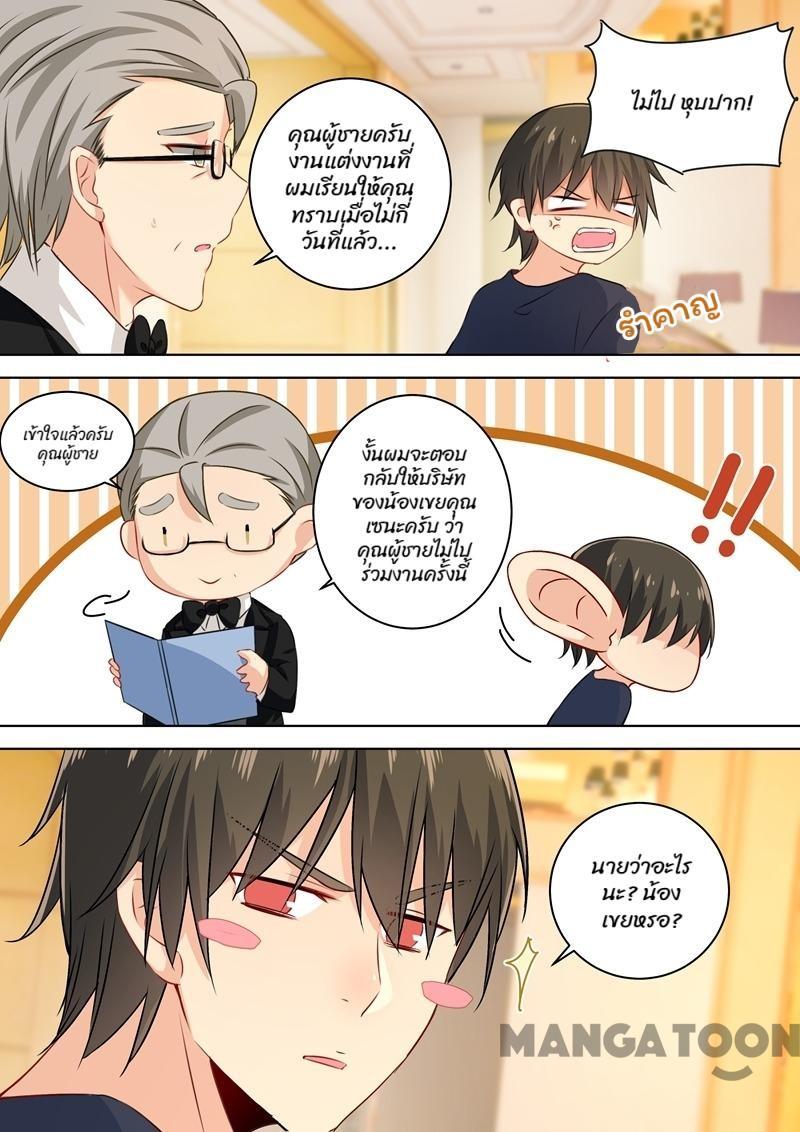 คุณผู้ชายครับ
งานแต่งงานที่
ผมเรียนให้คุณ
ทราบเมื่อไม่กี่
วันที่แล้ว...
ไม่ไป หุบปาก!
รำคาญ
เข้าใจแล้วครับ
คุณผู้ชาย
งั้นผมจะตอบ
กลับให้บริษัท
ของน้องเขยคุณ
เซนะครับ ว่า
คุณผู้ชายไม่ไป
ร่วมงานครั้งนี้
!!
นายว่าอะไร
นะ? น้อง
เขยหรอ?
MANGATOON